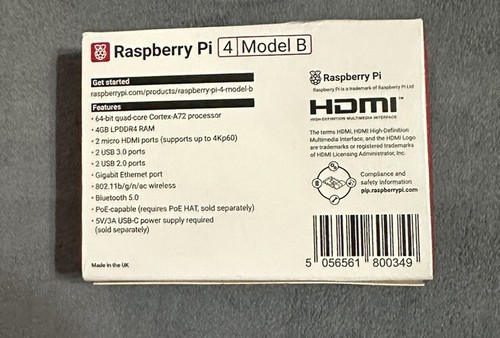 Raspberry Pi 4 Model B
Get started
raspberrypi.com/products/raspberry-pi-4-model-b
Features
• 64-bit quad-core Cortex-A72 processor
• 4GB LPDDR4 RAM
• 2 micro HDMI ports (supports up to 4Kp60)
• 2 USB 3.0 ports
• 2 USB 2.0 ports
• Gigabit Ethernet port
• 802.11b/g/n/ac wireless
• Bluetooth 5.0
• PoE-capable (requires PoE HAT, sold separately)
• 5V/3A USB-C power supply required
(sold separately)
Made in the UK
Raspberry Pi
Raspberry Pi is a trademark of Raspberry Pi Ltd
HDMI™
HIGH-DEFINITION MULTIMEDIA INTERFACE
The terms HDMI, HDMI High-Definition
Multimedia Interface, and the HDMI Logo
are trademarks or registered trademarks
of HDMI Licensing Administrator, Inc.
Compliance and
safety information
pip.raspberrypi.com
5 056561 800349